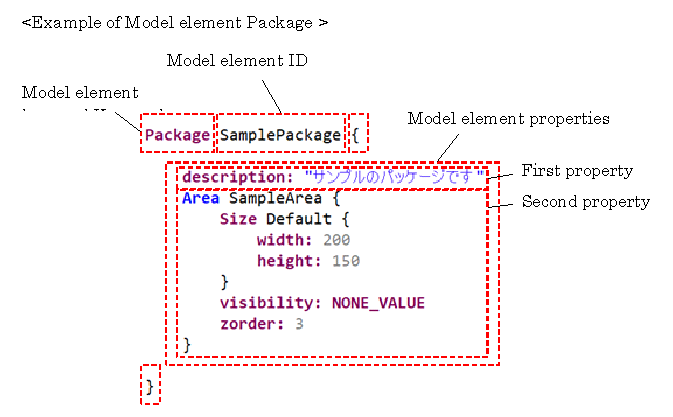 <Example of Model element Package >
Model element ID
Model element
Model element properties
Package SamplePackage {
First property
description: "サンプルのパッケージです"
Second property
Area SampleArea {
Size Default {
width: 200
height: 150
}
visibility: NONE_VALUE
zorder: 3
}
}